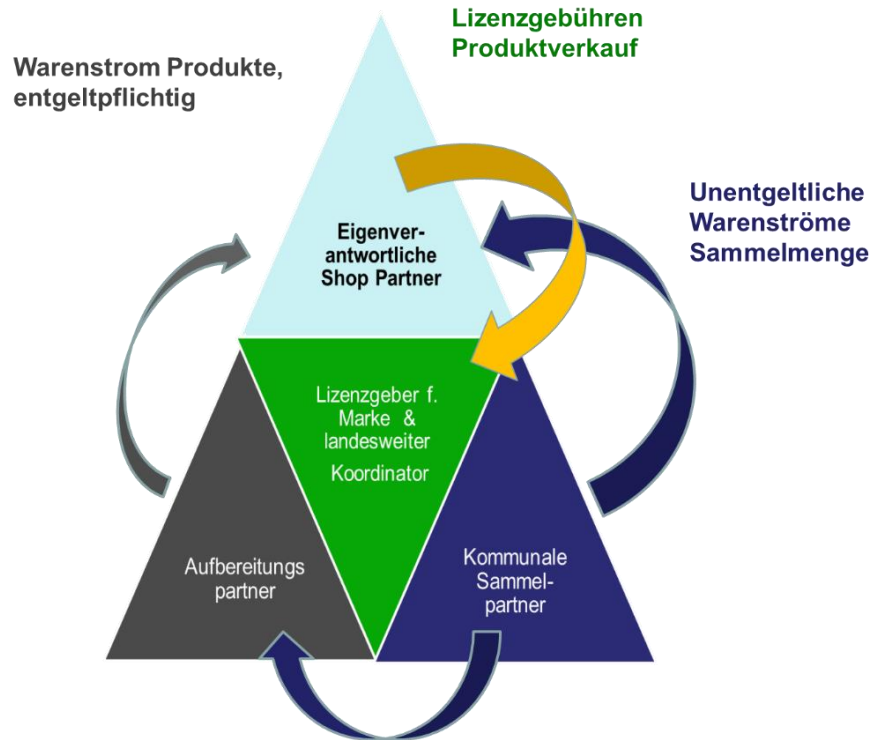 Lizenzgebühren
Produktverkauf
Warenstrom Produkte,
entgeltpflichtig
Unentgeltliche
Warenströme
Sammelmenge
Eigenver-
antwortliche
Shop Partner
Lizenzgeber f.
Marke &
landesweiter
Koordinator
Aufbereitungs
partner
Kommunale
Sammel-
partner